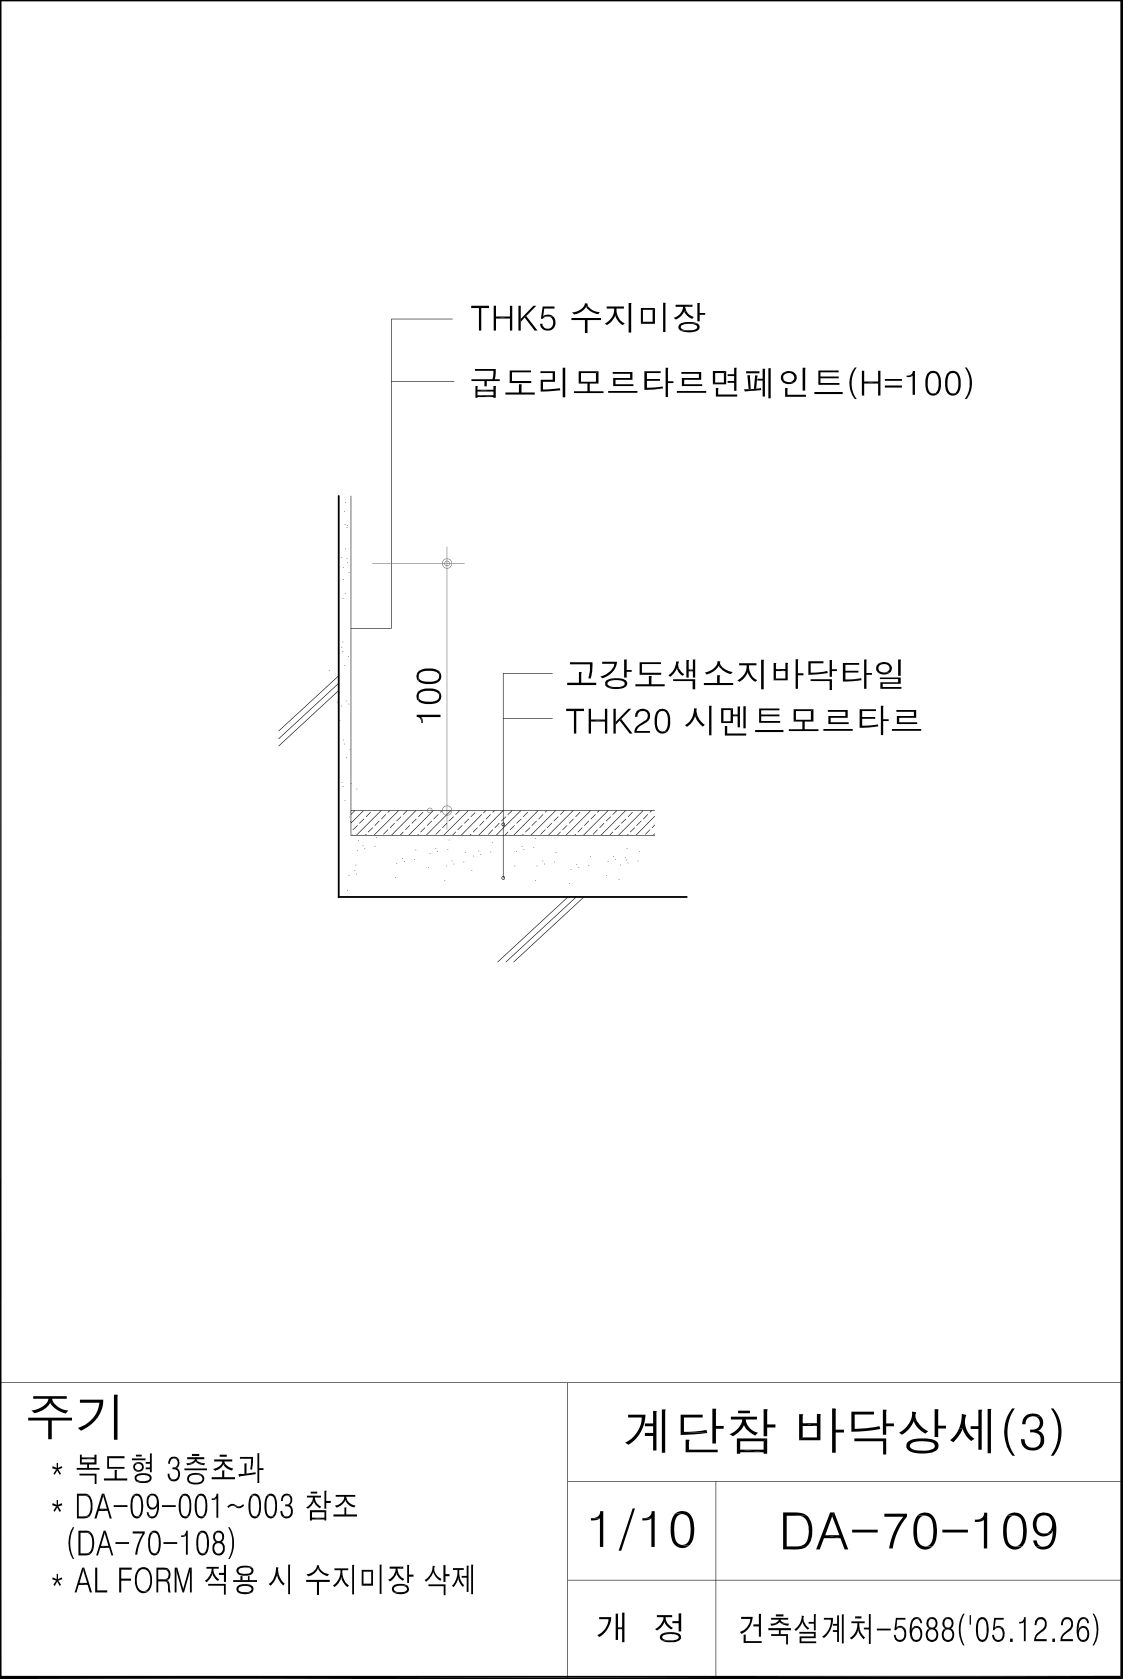 THK5 수지미장
굽도리모르타르면페인트(H=100)
100
고강도색소지바닥타일
THK20 시멘트모르타르
주기
* 복도형 3층초과
* DA-09-001~003 참조
(DA-70-108)
* AL FORM 적용 시 수지미장 삭제
계단참 바닥상세(3)
1/10 DA-70-109
개 정 건축설계처-5688('05.12.26)